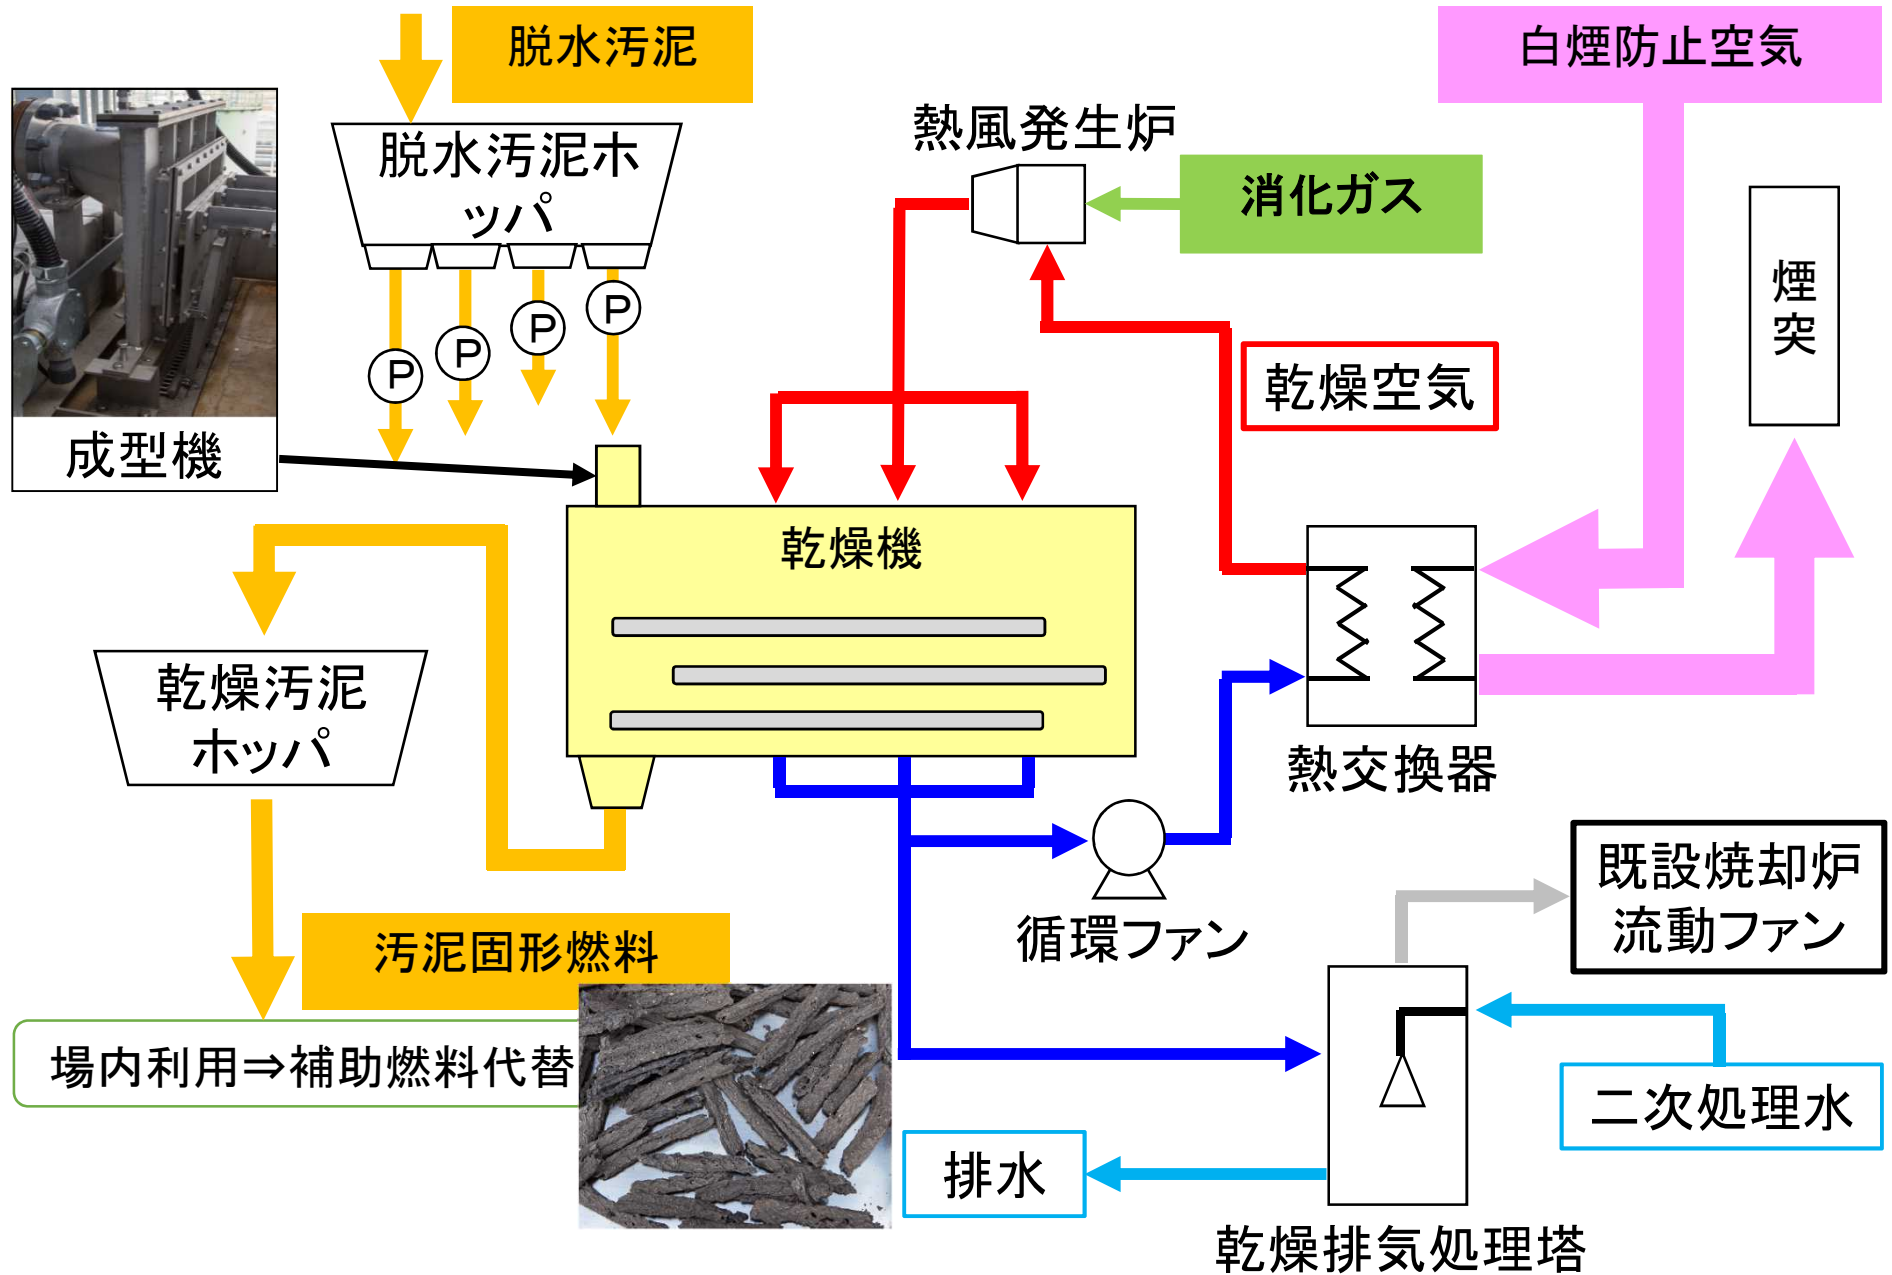 脱水汚泥
白煙防止空気
脱水汚泥ホ
ッパ
熱風発生炉
消化ガス
煙
突
P
P
P
P
乾燥空気
成型機
乾燥機
乾燥汚泥
ホッパ
熱交換器
循環ファン
既設焼却炉
流動ファン
汚泥固形燃料
場内利用⇒補助燃料代替
二次処理水
排水
乾燥排気処理塔